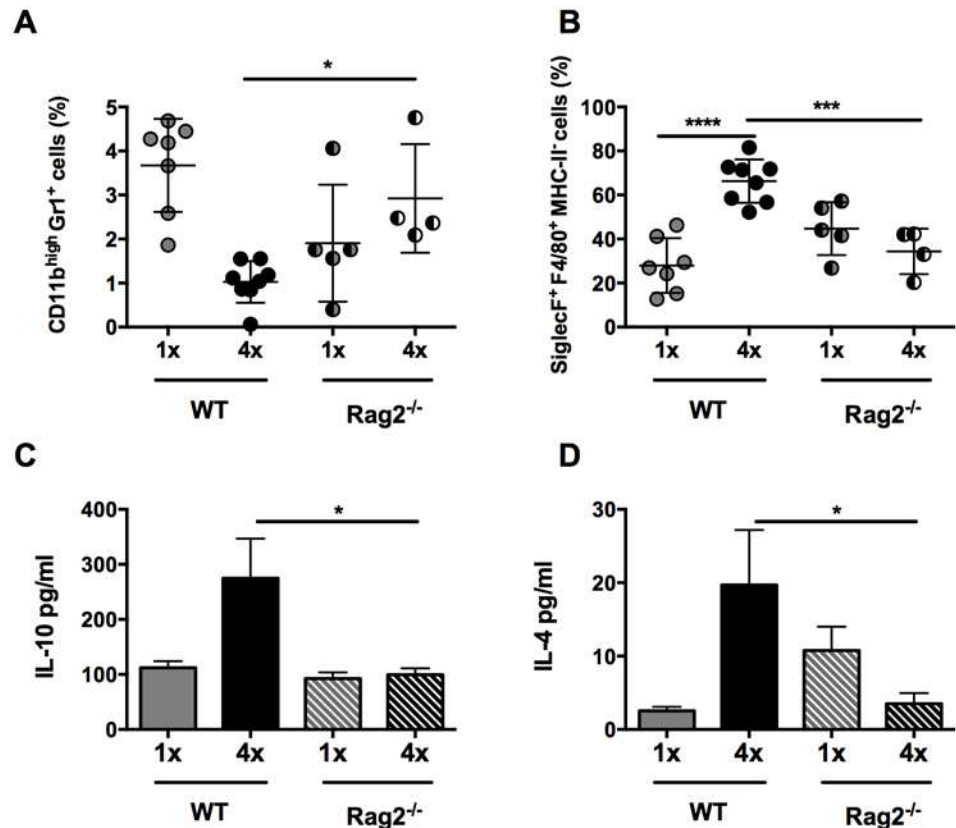 A
CD11b^high Gr1^+ cells (%)
5
4
3
2
1
0
*
1x 4x 1x 4x
WT Rag2^-/-
B
SiglecF^+ F4/80^+ MHC-II^- cells (%)
100
80
60
40
20
0
**** ***
1x 4x 1x 4x
WT Rag2^-/-
C
IL-10 pg/ml
400
300
200
100
0
*
1x 4x 1x 4x
WT Rag2^-/-
D
IL-4 pg/ml
30
20
10
0
*
1x 4x 1x 4x
WT Rag2^-/-